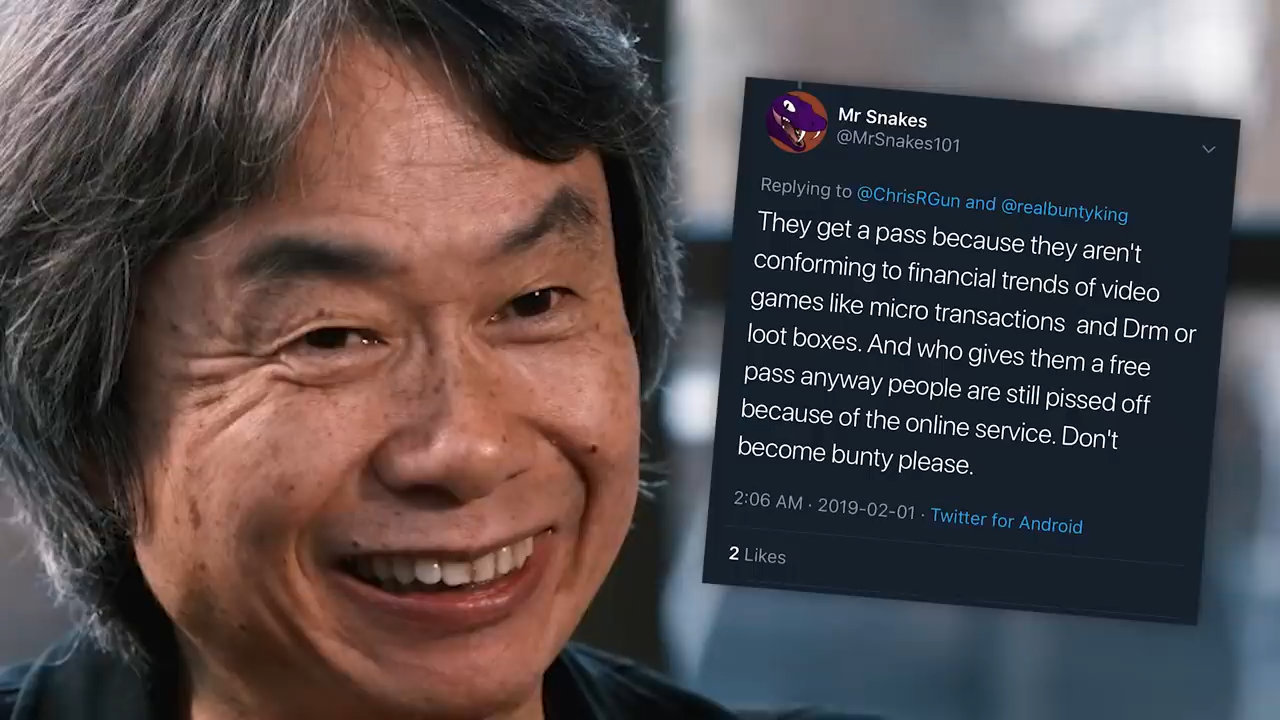 Mr Snakes
@MrSnakes101
Replying to @ChrisRGun and @realbuntyking
They get a pass because they aren't
conforming to financial trends of video
games like micro transactions  and Drm or
loot boxes. And who gives them a free
pass anyway people are still pissed off
because of the online service. Don't
become bunty please.
2:06 AM · 2019-02-01 · Twitter for Android
2 Likes